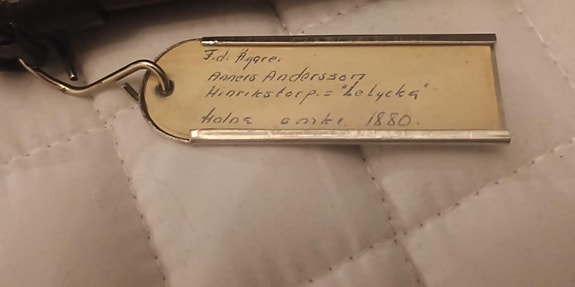 F.d. Ägare.
Anners Andersson
Hinrikstorp. = "Lelycka"
Holns omkr. 1880.